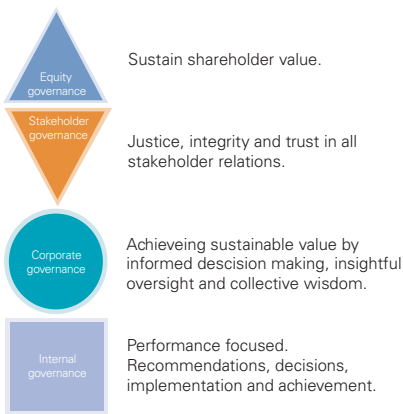 Equity
governance
Sustain shareholder value.
Stakeholder
governance
Justice, integrity and trust in all
stakeholder relations.
Corporate
governance
Achieveing sustainable value by
informed descision making, insightful
oversight and collective wisdom.
Internal
governance
Performance focused.
Recommendations, decisions,
implementation and achievement.